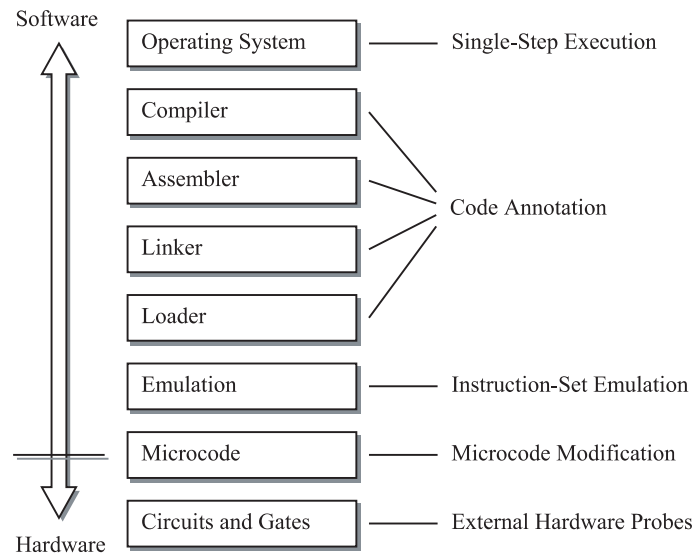 Software
Operating System
Single-Step Execution
Compiler
Assembler
Code Annotation
Linker
Loader
Emulation
Instruction-Set Emulation
Microcode
Microcode Modification
Circuits and Gates
External Hardware Probes
Hardware